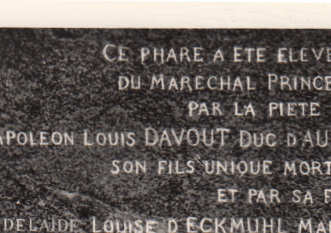 CE PHARE A ETE ELEVE
DU MARECHAL PRINCE
PAR LA PIETE
APOLEON LOUIS DAVOUT DUC D'AU
SON FILS UNIQUE MORT
ET PAR SA
DELAIDE LOUISE D'ECKMUHL MA